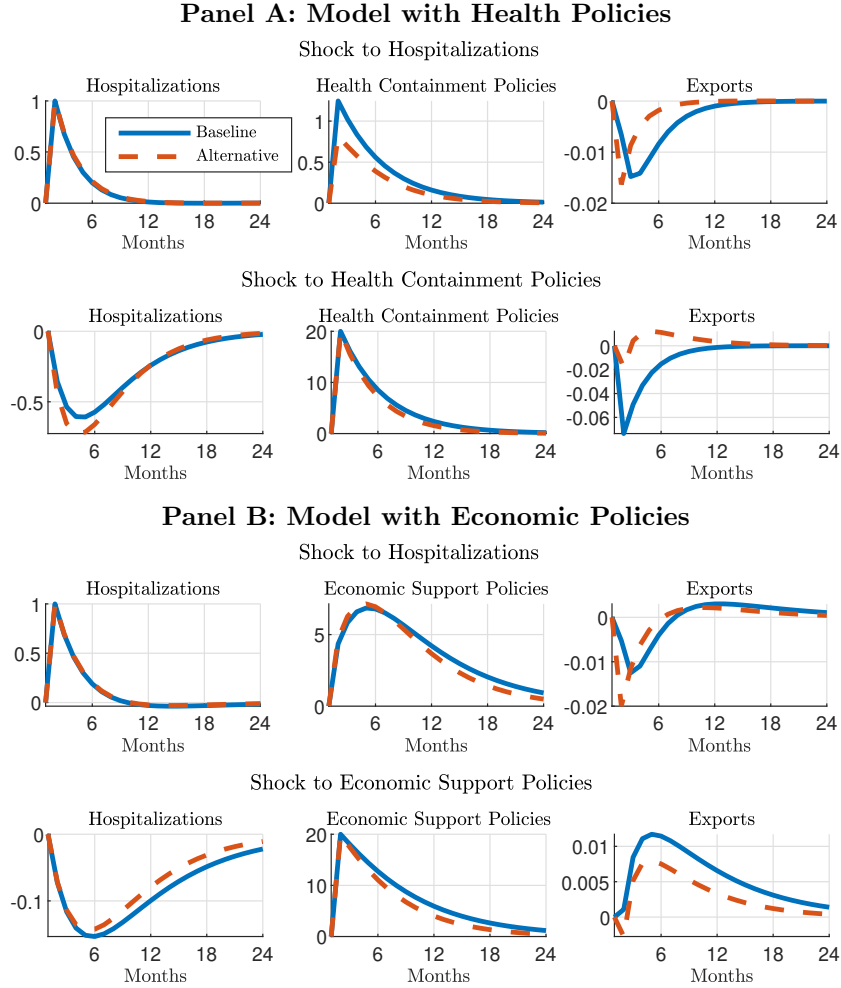 Panel A: Model with Health Policies
Shock to Hospitalizations
Hospitalizations
1
0.5
0
6 12 18 24
Months
Baseline
Alternative
Health Containment Policies
1
0.5
0
6 12 18 24
Months
Exports
0
-0.01
-0.02
6 12 18 24
Months
Shock to Health Containment Policies
Hospitalizations
0
-0.5
6 12 18 24
Months
Health Containment Policies
20
10
0
6 12 18 24
Months
Exports
0
-0.02
-0.04
-0.06
6 12 18 24
Months
Panel B: Model with Economic Policies
Shock to Hospitalizations
Hospitalizations
1
0.5
0
6 12 18 24
Months
Economic Support Policies
5
0
6 12 18 24
Months
Exports
0
-0.01
-0.02
6 12 18 24
Months
Shock to Economic Support Policies
Hospitalizations
0
-0.1
6 12 18 24
Months
Economic Support Policies
20
10
0
6 12 18 24
Months
Exports
0.01
0.005
0
6 12 18 24
Months